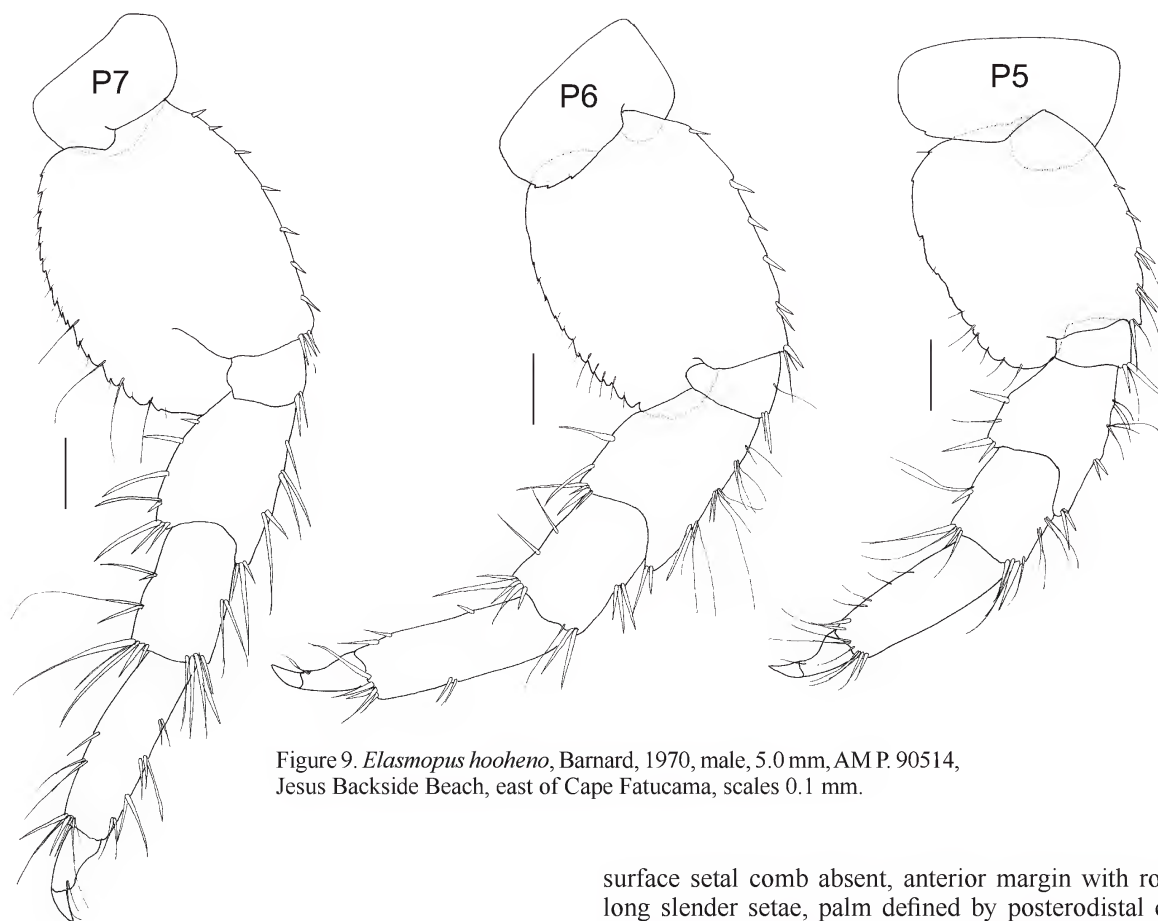 P7
P6
P5
Figure 9. Elasmopus hooheno, Barnard, 1970, male, 5.0 mm, AM P. 90514,
Jesus Backside Beach, east of Cape Fatucama, scales 0.1 mm.
surface setal comb absent, anterior margin with
long slender setae, palm defined by posterodistal